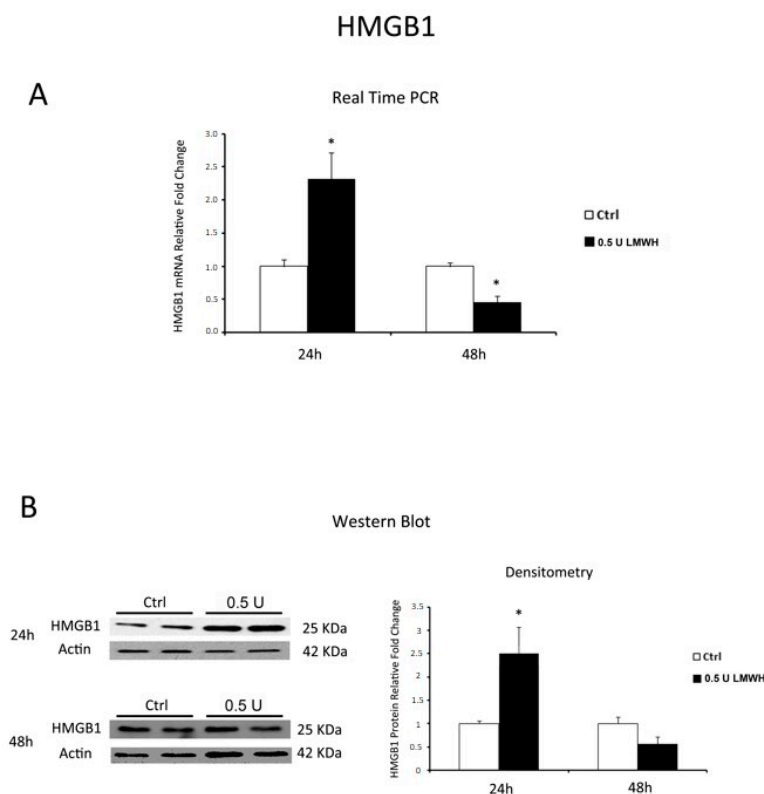 HMGB1
A
Real Time PCR
HMGB1 mRNA Relative Fold Change
3.0
2.5
2.0
1.5
1.0
0.5
0.0
*
*
24h
48h
Ctrl
0.5 U LMWH
B
Western Blot
Ctrl
0.5 U
24h
HMGB1
25 KDa
Actin
42 KDa
Ctrl
0.5 U
48h
HMGB1
25 KDa
Actin
42 KDa
Densitometry
HMGB1 Protein Relative Fold Change
3.5
3
2.5
2
1.5
1
0.5
0
*
24h
48h
Ctrl
0.5 U LMWH